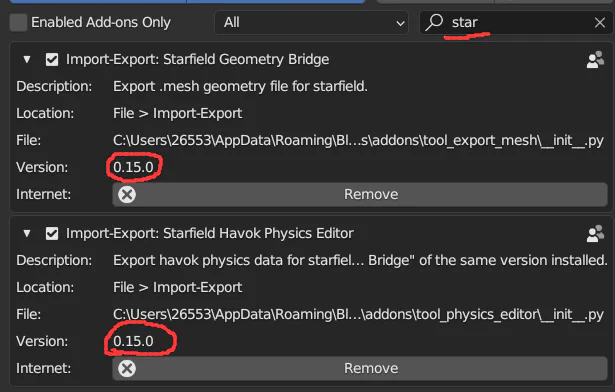 Enabled Add-ons Only All star
Import-Export: Starfield Geometry Bridge
Description: Export .mesh geometry file for starfield.
Location: File > Import-Export
File: C:\Users\26553\AppData\Roaming\Bl...s\addons\tool_export_mesh\__init__.py
Version: 0.15.0
Internet: Remove
Import-Export: Starfield Havok Physics Editor
Description: Export havok physics data for starfiel... Bridge" of the same version installed.
Location: File > Import-Export
File: C:\Users\26553\AppData\Roaming\Bl...\addons\tool_physics_editor\__init__.py
Version: 0.15.0
Internet: Remove